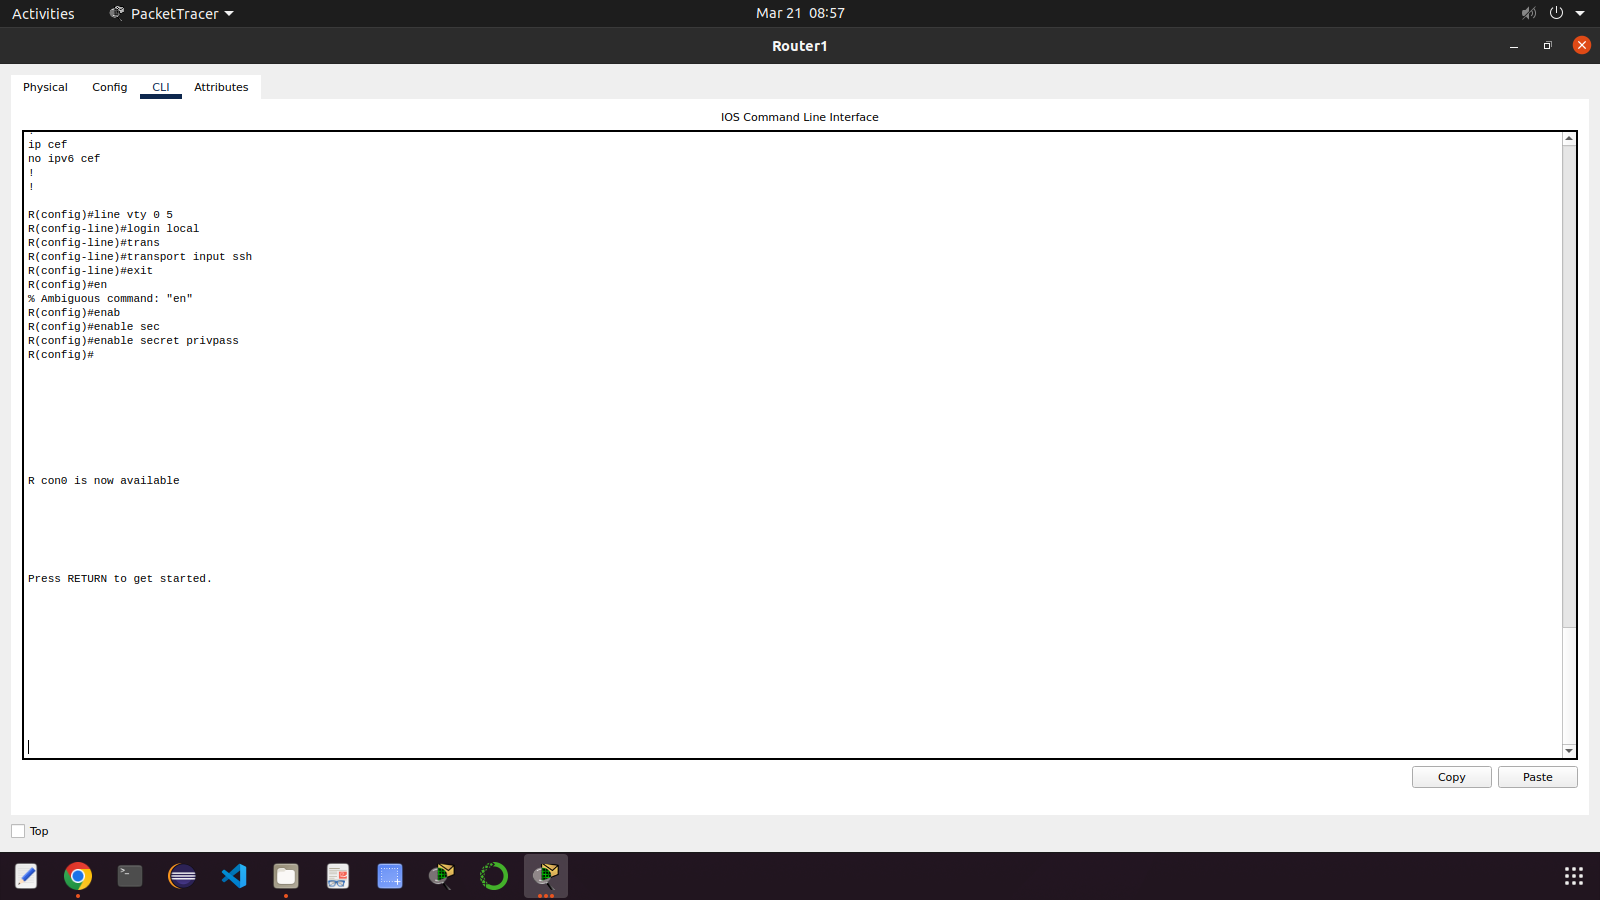 Activities
PacketTracer
Mar 21 08:57
Router1
Physical
Config
CLI
Attributes
IOS Command Line Interface
ip cef
no ipv6 cef
!
!
R(config)#line vty 0 5
R(config-line)#login local
R(config-line)#trans
R(config-line)#transport input ssh
R(config-line)#exit
R(config)#en
% Ambiguous command: "en"
R(config)#enab
R(config)#enable sec
R(config)#enable secret privpass
R(config)#
R con0 is now available
Press RETURN to get started.
Copy
Paste
Top